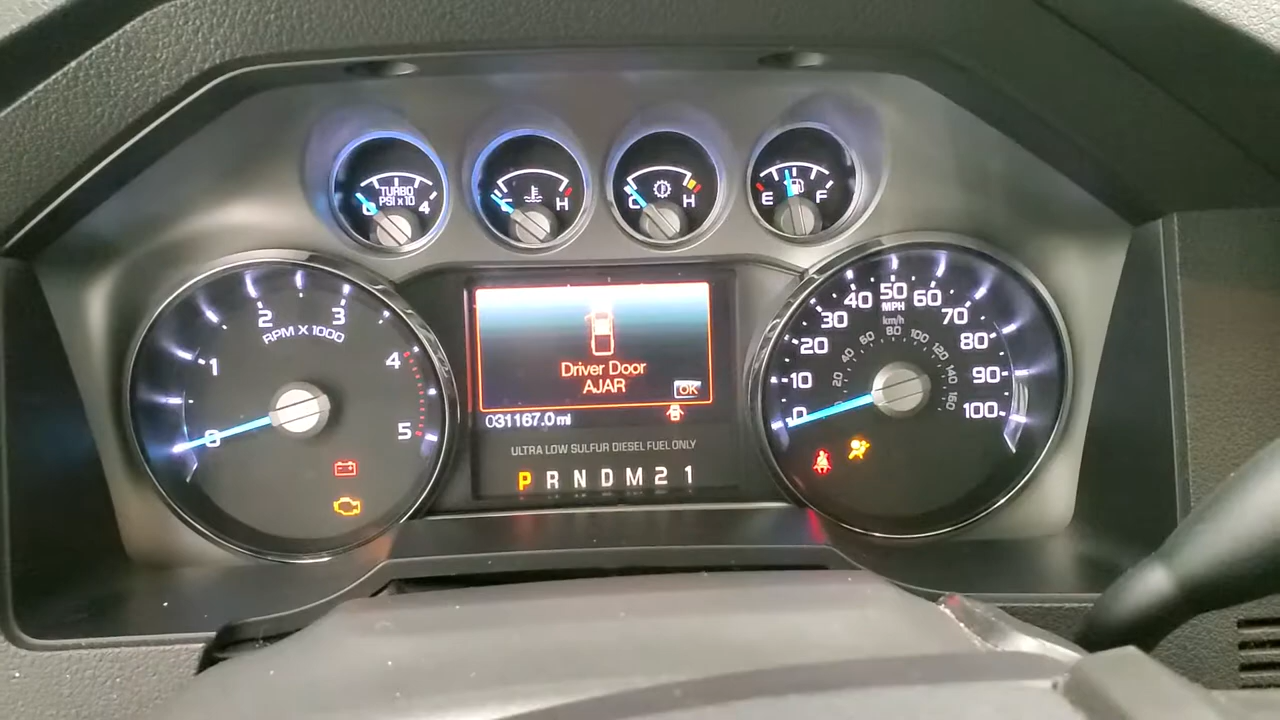 TURBO
PSI x 10
0 4
C H
C H
E F
0 1 2 3 4 5
RPM X 1000
Driver Door
AJAR
OK
031167.0 mi
ULTRA LOW SULFUR DIESEL FUEL ONLY
P R N D M 2 1
0 10 20 30 40 50 60 70 80 90 100
MPH
km/h
20 40 60 80 100 120 140 160